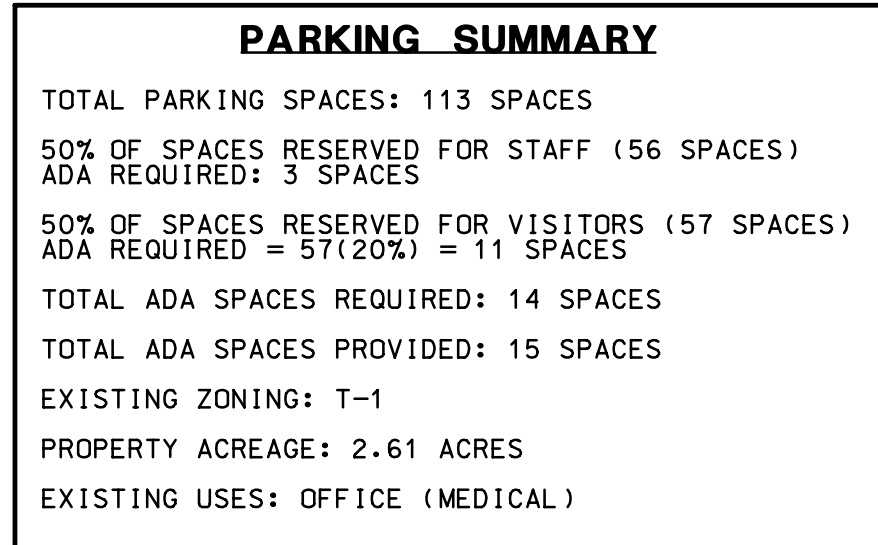 PARKING SUMMARY
TOTAL PARKING SPACES: 113 SPACES
50% OF SPACES RESERVED FOR STAFF (56 SPACES)
ADA REQUIRED: 3 SPACES
50% OF SPACES RESERVED FOR VISITORS (57 SPACES)
ADA REQUIRED = 57(20%) = 11 SPACES
TOTAL ADA SPACES REQUIRED: 14 SPACES
TOTAL ADA SPACES PROVIDED: 15 SPACES
EXISTING ZONING: T-1
PROPERTY ACREAGE: 2.61 ACRES
EXISTING USES: OFFICE (MEDICAL)